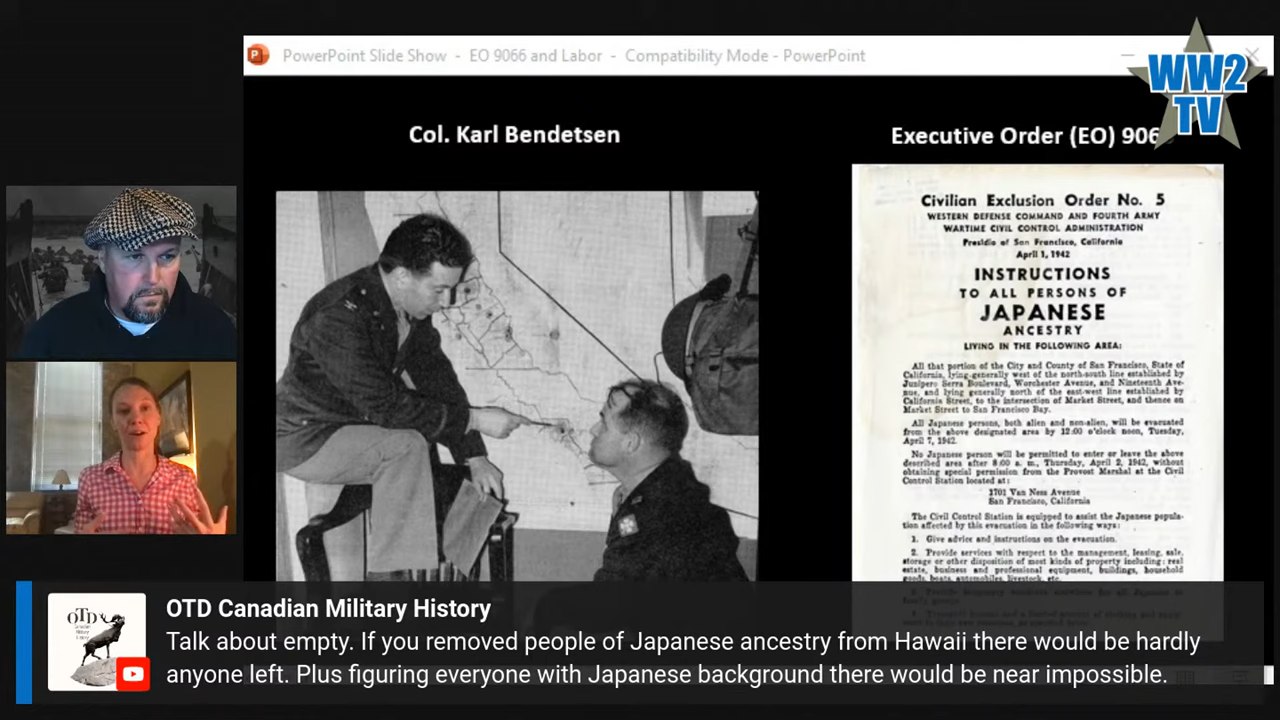 PowerPoint Slide Show - EO 9066 and Labor - Compatibility Mode - PowerPoint
WW2
TV
Col. Karl Bendetsen
Executive Order (EO) 906
Civilian Exclusion Order No. 5
WESTERN DEFENSE COMMAND AND FOURTH ARMY
WARTIME CIVIL CONTROL ADMINISTRATION
Presidio of San Francisco, California
April 1, 1942
INSTRUCTIONS
TO ALL PERSONS OF
JAPANESE
ANCESTRY
LIVING IN THE FOLLOWING AREA:
All that portion of the City and County of San Francisco, State of
California, lying generally west of the north-south line established by
Junipero Serra Boulevard, Worchester Avenue, and Nineteenth Ave-
nue, and lying generally north of the east-west line established by
California Street, to the intersection of Market Street, and thence on
Market Street to San Francisco Bay.
All Japanese persons, both alien and non-alien, will be evacuated
from the above designated area by 12:00 o'clock noon, Tuesday,
April 7, 1942.
No Japanese person will be permitted to enter or leave the above
described area after 8:00 a. m., Thursday, April 2, 1942, without
obtaining special permission from the Provost Marshal at the Civil
Control Station located at:
1701 Van Ness Avenue
San Francisco, California
The Civil Control Station is equipped to assist the Japanese popula-
tion affected by this evacuation in the following ways:
1. Give advice and instructions on the evacuation.
2. Provide services with respect to the management, leasing, sale,
storage or other disposition of most kinds of property including: real
estate, business and professional equipment, buildings, household
goods, boats, automobiles, livestock, etc.
OTD
OTD Canadian Military History
Talk about empty. If you removed people of Japanese ancestry from Hawaii there would be hardly
anyone left. Plus figuring everyone with Japanese background there would be near impossible.